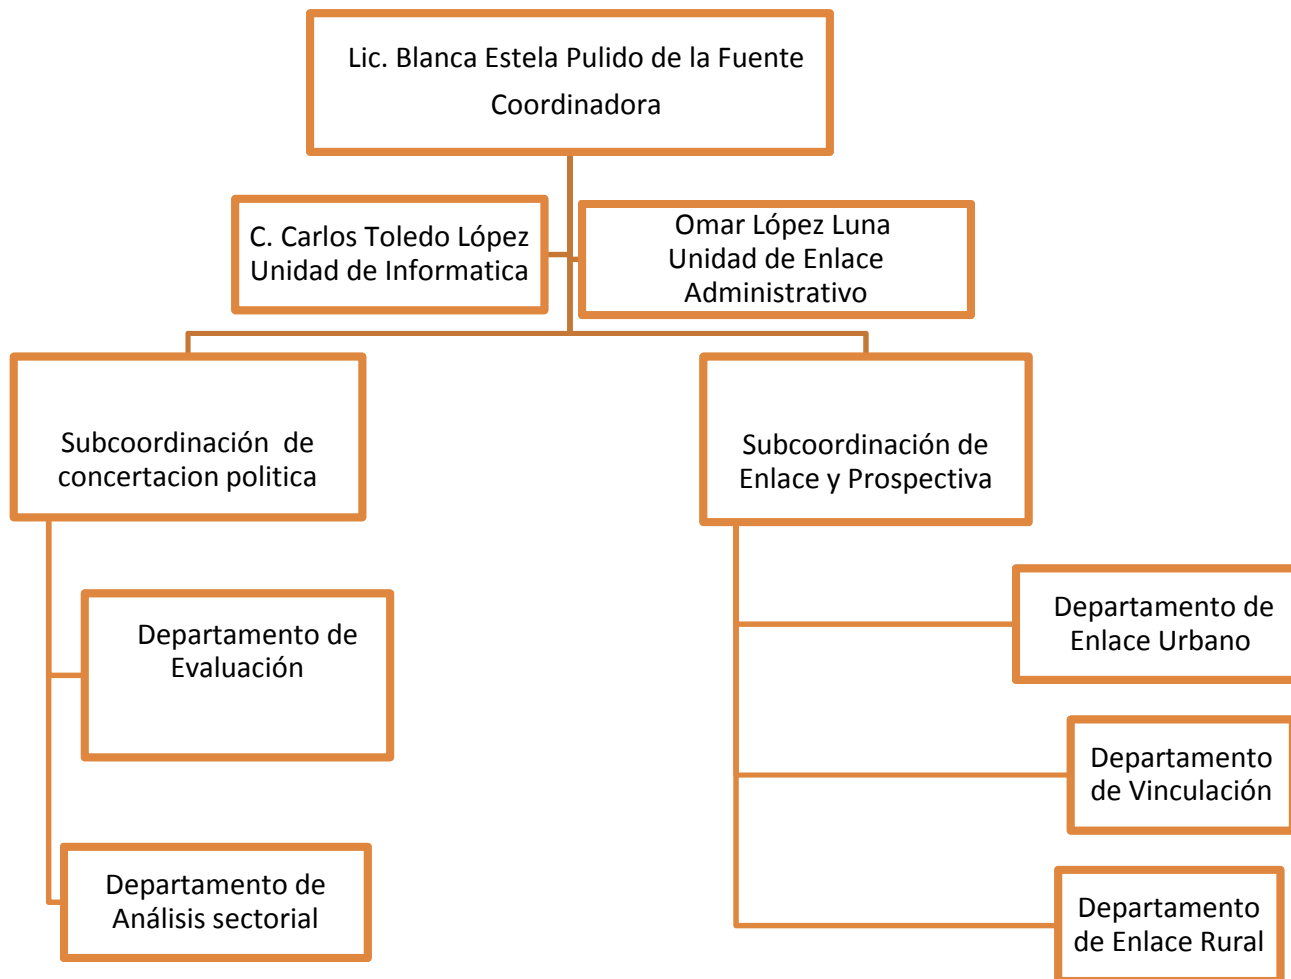 Lic. Blanca Estela Pulido de la Fuente
Coordinadora
C. Carlos Toledo López
Unidad de Informatica
Omar López Luna
Unidad de Enlace
Administrativo
Subcoordinación de
concertacion politica
Subcoordinación de
Enlace y Prospectiva
Departamento de
Evaluación
Departamento de
Análisis sectorial
Departamento de
Enlace Urbano
Departamento
de Vinculación
Departamento
de Enlace Rural